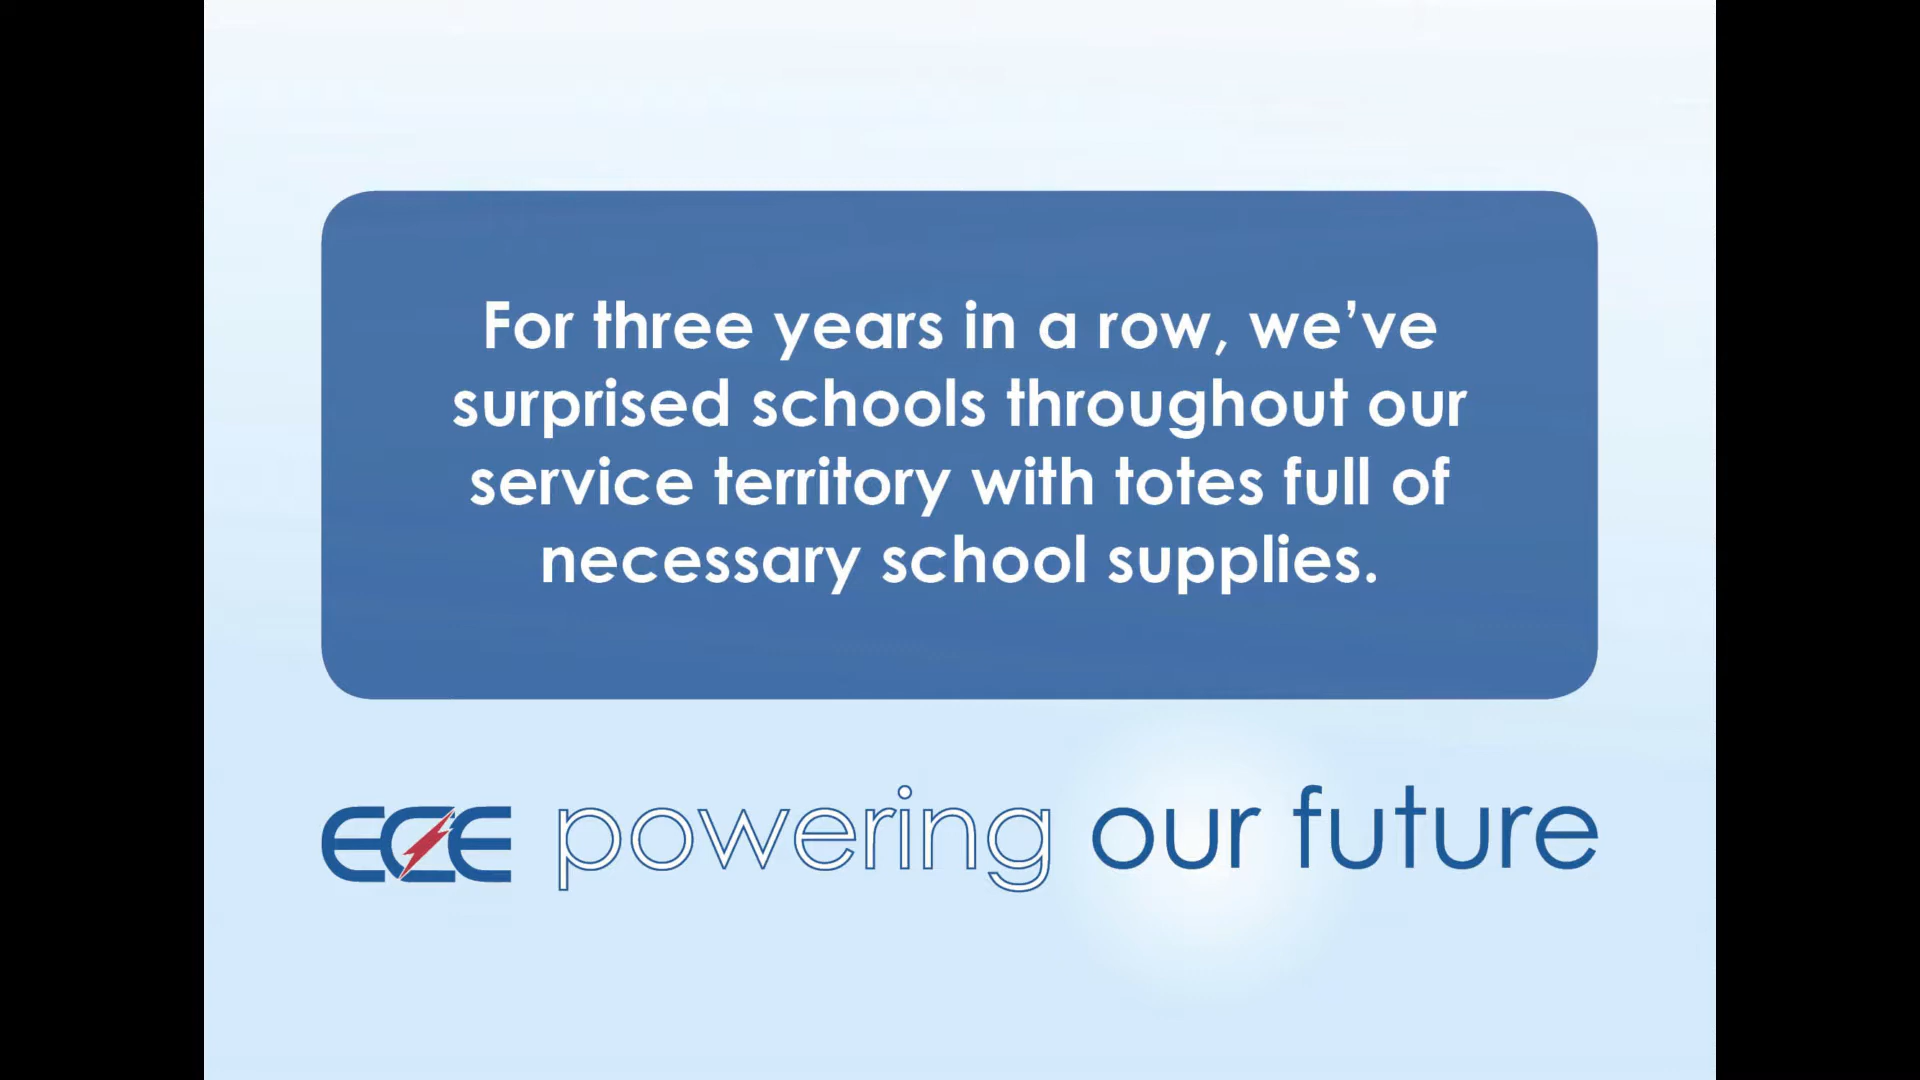 For three years in a row, we’ve
surprised schools throughout our
service territory with totes full of
necessary school supplies.
ECE powering our future